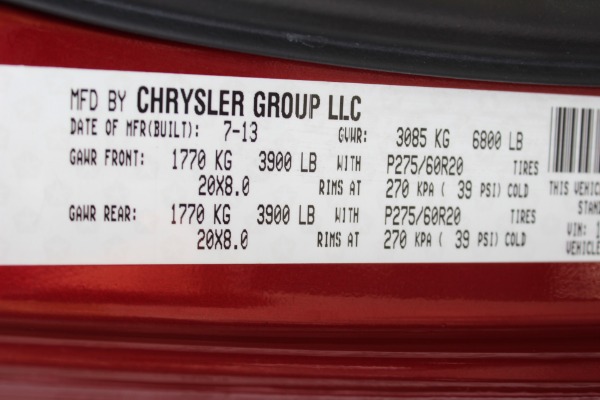 MFD BY CHRYSLER GROUP LLC
DATE OF MFR(BUILT): 7-13 GVWR: 3085 KG 6800 LB
GAWR FRONT: 1770 KG 3900 LB WITH P275/60R20 TIRES
20X8.0 RIMS AT 270 KPA ( 39 PSI) COLD
THIS VEHIC
GAWR REAR: 1770 KG 3900 LB WITH P275/60R20 TIRES
STAN
20X8.0 RIMS AT 270 KPA ( 39 PSI) COLD
VIN: 1
VEHICLE